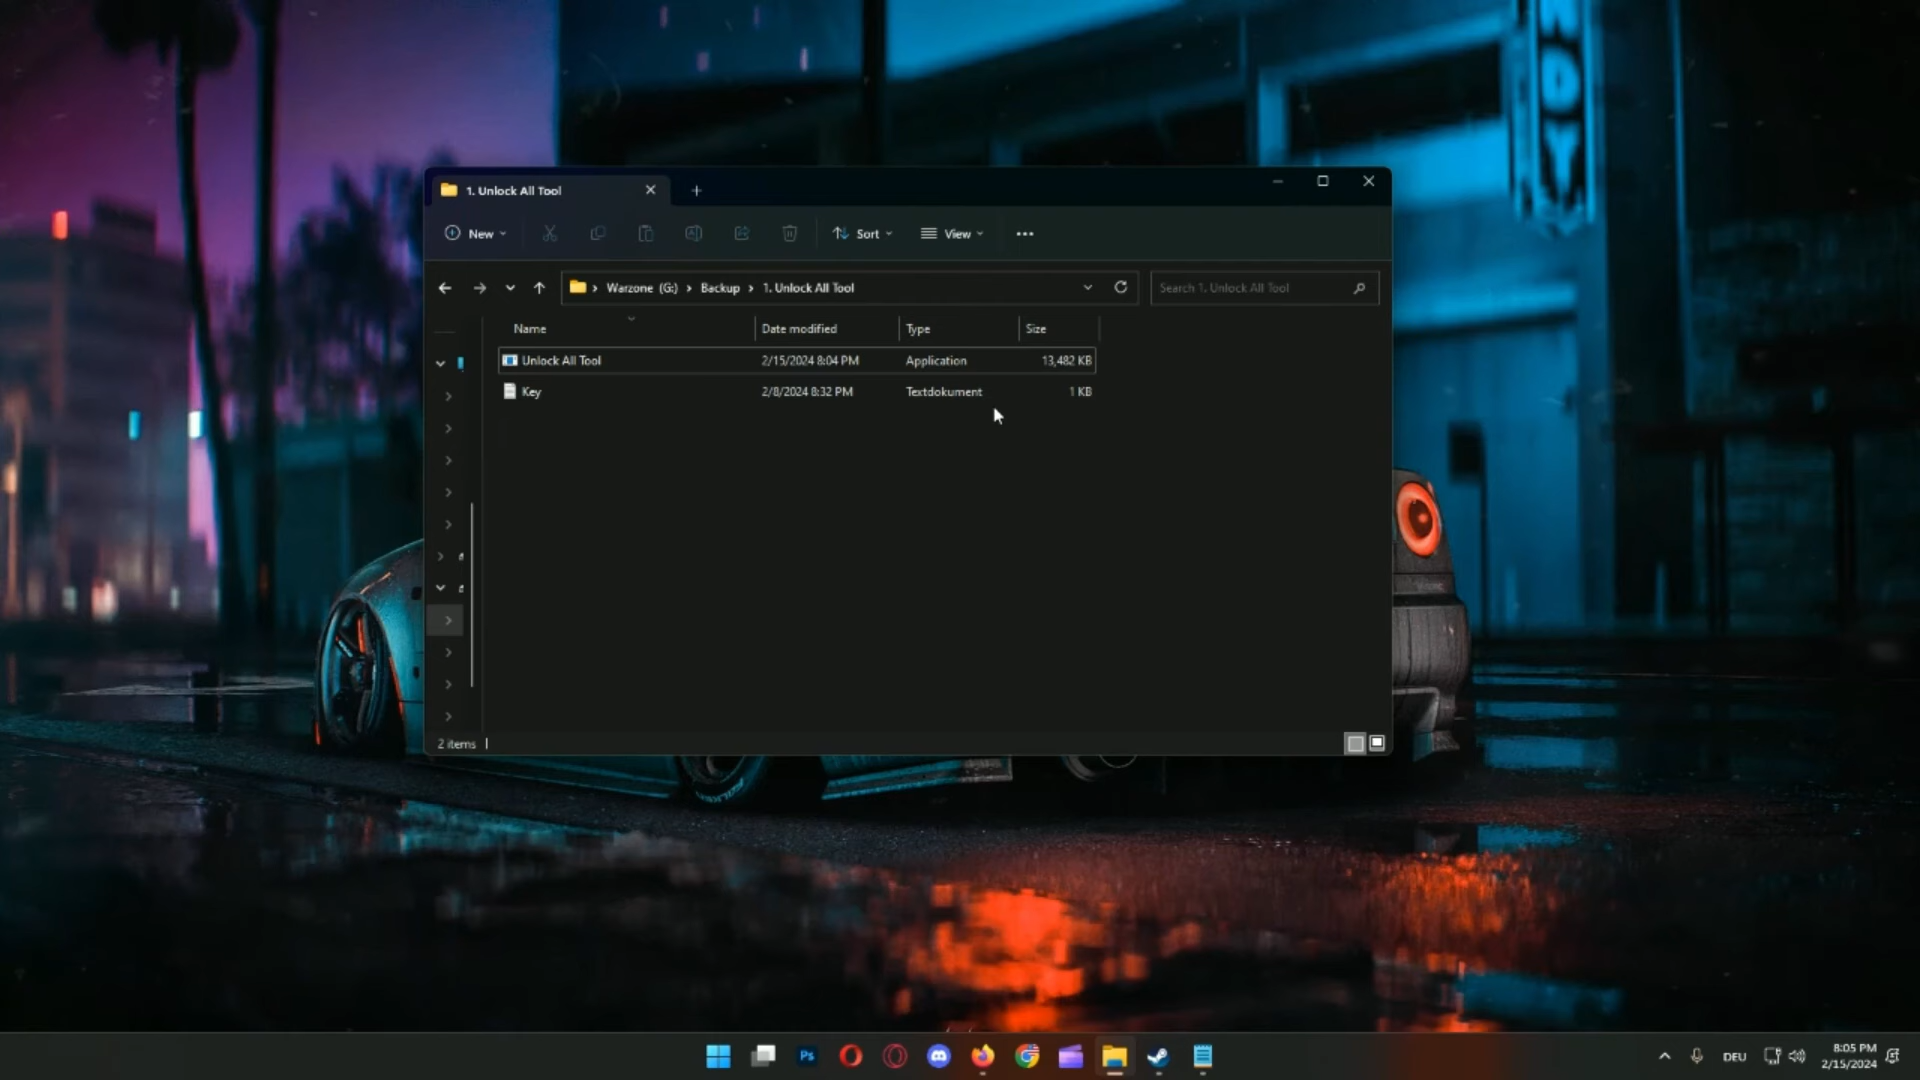 1. Unlock All Tool
New
Sort
View
Warzone (G:) > Backup > 1. Unlock All Tool
Search 1. Unlock All Tool
Name Date modified Type Size
Unlock All Tool 2/15/2024 8:04 PM Application 13,482 KB
Key 2/8/2024 8:32 PM Textdokument 1 KB
2 items
Ps
DEU
8:05 PM
2/15/2024